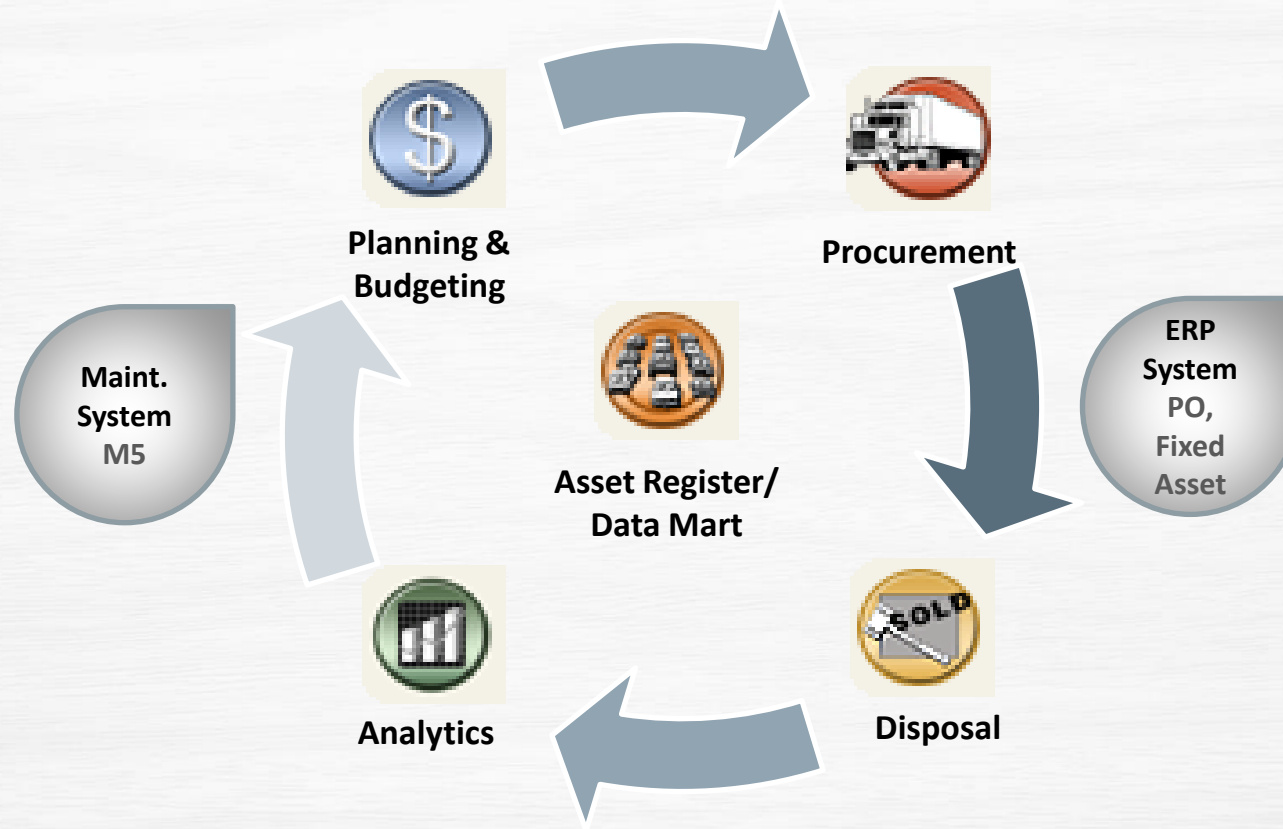 $
Planning &
Budgeting
Procurement
Maint.
System
M5
Asset Register/
Data Mart
ERP
System
PO,
Fixed
Asset
Analytics
SOLD
Disposal